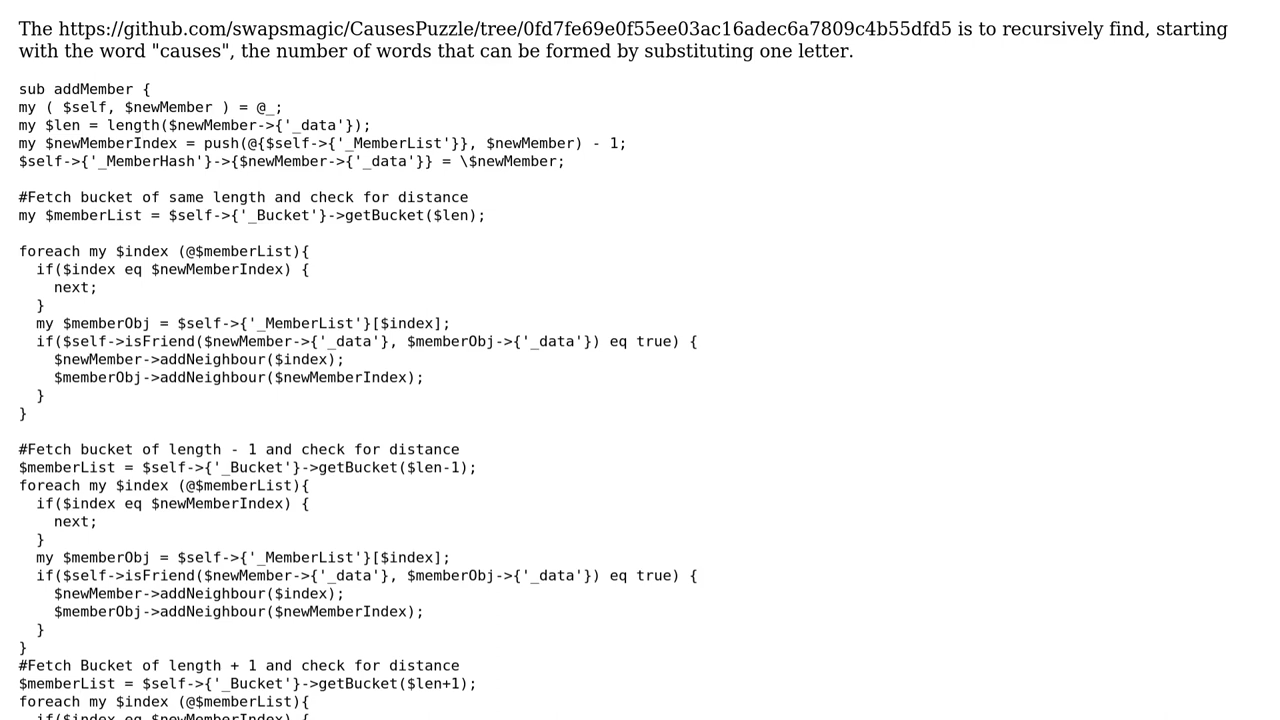 The https://github.com/swapsmagic/CausesPuzzle/tree/0fd7fe69e0f55ee03ac16adec6a7809c4b55dfd5 is to recursively find, starting
with the word "causes", the number of words that can be formed by substituting one letter.
sub addMember {
my ( $self, $newMember ) = @_;
my $len = length($newMember->{'_data'});
my $newMemberIndex = push(@{$self->{'_MemberList'}}, $newMember) - 1;
$self->{'_MemberHash'}->{$newMember->{'_data'}} = \$newMember;
#Fetch bucket of same length and check for distance
my $memberList = $self->{'_Bucket'}->getBucket($len);
foreach my $index (@$memberList){
if($index eq $newMemberIndex) {
next;
}
my $memberObj = $self->{'_MemberList'}[$index];
if($self->isFriend($newMember->{'_data'}, $memberObj->{'_data'}) eq true) {
$newMember->addNeighbour($index);
$memberObj->addNeighbour($newMemberIndex);
}
}
#Fetch bucket of length - 1 and check for distance
$memberList = $self->{'_Bucket'}->getBucket($len-1);
foreach my $index (@$memberList){
if($index eq $newMemberIndex) {
next;
}
my $memberObj = $self->{'_MemberList'}[$index];
if($self->isFriend($newMember->{'_data'}, $memberObj->{'_data'}) eq true) {
$newMember->addNeighbour($index);
$memberObj->addNeighbour($newMemberIndex);
}
}
#Fetch Bucket of length + 1 and check for distance
$memberList = $self->{'_Bucket'}->getBucket($len+1);
foreach my $index (@$memberList){
if($index eq $newMemberIndex) {